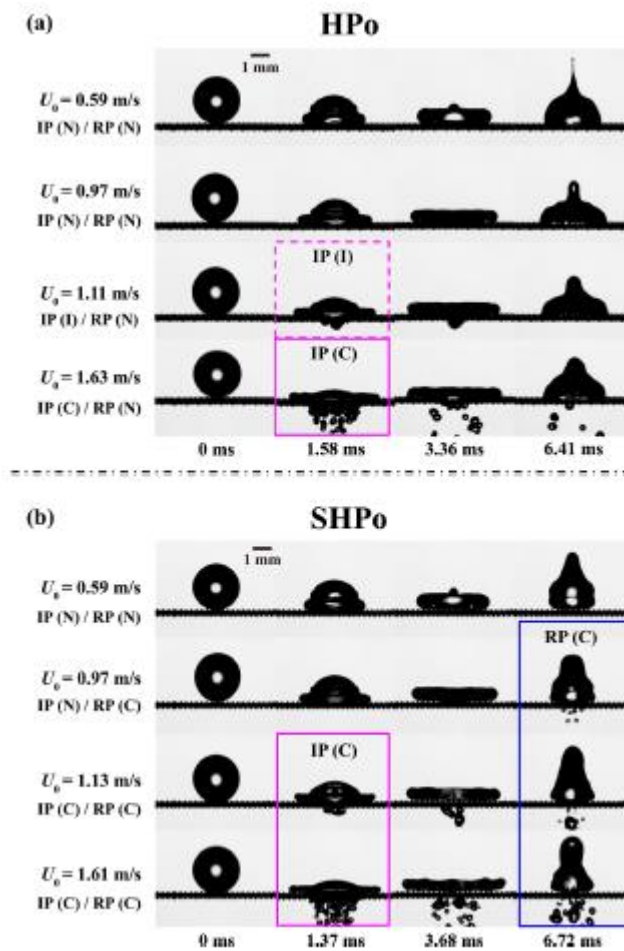 (a)
HPo
1 mm
U₀ = 0.59 m/s
IP (N) / RP (N)
U₀ = 0.97 m/s
IP (N) / RP (N)
IP (I)
U₀ = 1.11 m/s
IP (I) / RP (N)
IP (C)
U₀ = 1.63 m/s
IP (C) / RP (N)
0 ms 1.58 ms 3.36 ms 6.41 ms
(b)
SHPo
1 mm
U₀ = 0.59 m/s
IP (N) / RP (N)
RP (C)
U₀ = 0.97 m/s
IP (N) / RP (C)
IP (C)
U₀ = 1.13 m/s
IP (C) / RP (C)
U₀ = 1.61 m/s
IP (C) / RP (C)
0 ms 1.37 ms 3.68 ms 6.72 ms